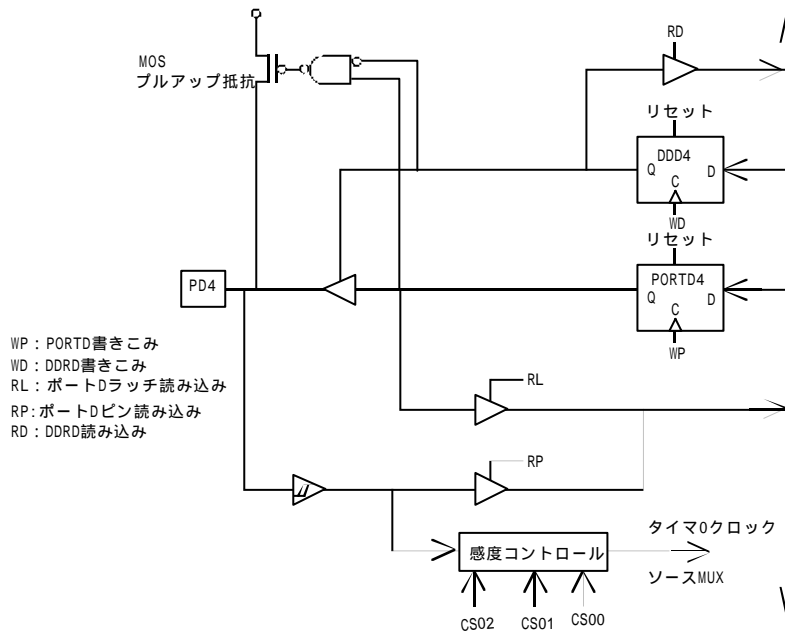 MOS
プルアップ抵抗
RD
リセット
DDD4
Q
D
C
WD
リセット
PORTD4
Q
D
C
WP
PD4
WP：PORTD書きこみ
WD：DDRD書きこみ
RL：ポートDラッチ読み込み
RP:ポートDピン読み込み
RD：DDRD読み込み
RL
RP
感度コントロール
タイマ0クロック
ソースMUX
CS02
CS01
CS00